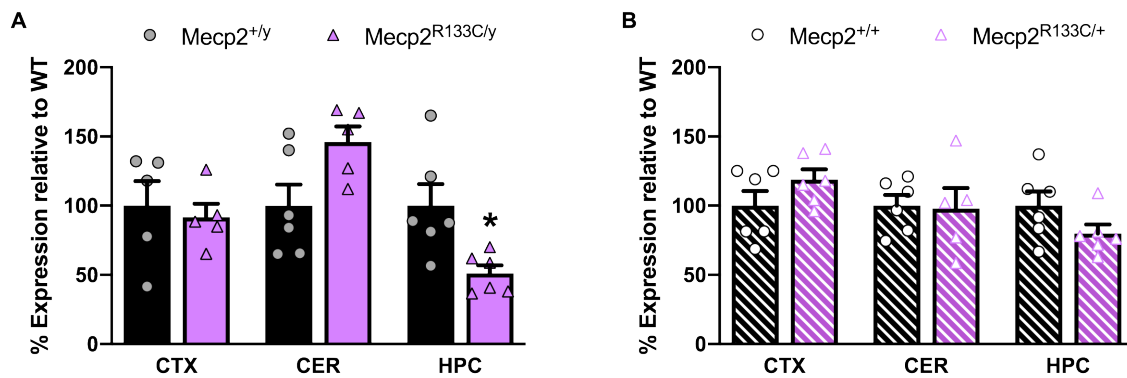 A
Mecp2+/y Mecp2R133C/y
% Expression relative to WT
200
150
100
50
0
*
CTX CER HPC
B
Mecp2+/+ Mecp2R133C/+
% Expression relative to WT
200
150
100
50
0
CTX CER HPC